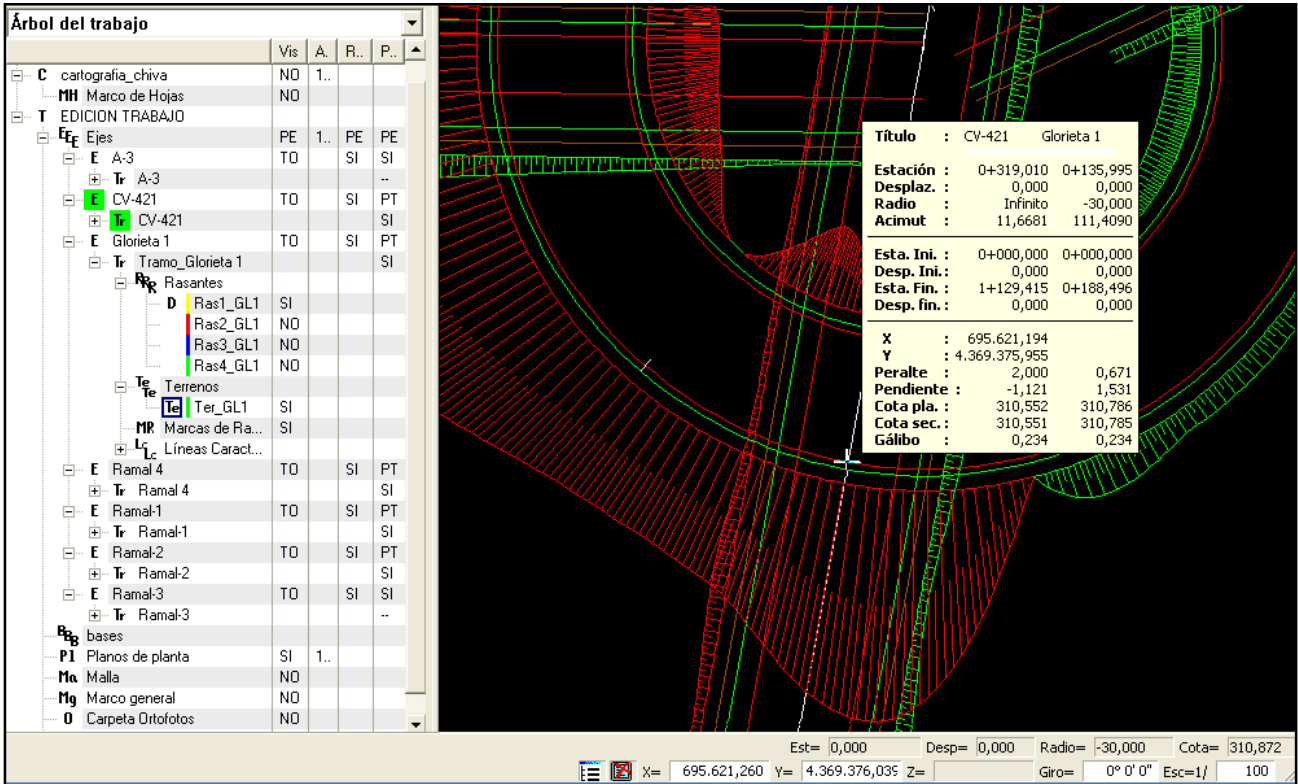 Árbol del trabajo
Vis A. R.. P..
C cartografia_chiva NO 1..
MH Marco de Hojas NO
T EDICION TRABAJO
EEE Ejes PE 1.. PE PE
E A-3 TO SI SI
Tr A-3 --
E CV-421 TO SI PT
Tr CV-421 SI
E Glorieta 1 TO SI PT
Tr Tramo_Glorieta 1 SI
RRR Rasantes
D Ras1_GL1 SI
Ras2_GL1 NO
Ras3_GL1 NO
Ras4_GL1 NO
Te Te Terrenos
Te Ter_GL1 SI
MR Marcas de Ra... SI
Lc Lc Líneas Caract...
E Ramal 4 TO SI PT
Tr Ramal 4 SI
E Ramal-1 TO SI PT
Tr Ramal-1 SI
E Ramal-2 TO SI PT
Tr Ramal-2 SI
E Ramal-3 TO SI SI
Tr Ramal-3 --
BBB bases
Pl Planos de planta SI 1..
Ma Malla NO
Mg Marco general NO
O Carpeta Ortofotos NO
Título : CV-421 Glorieta 1
Estación : 0+319,010 0+135,995
Desplaz. : 0,000 0,000
Radio : Infinito -30,000
Acimut : 11,6681 111,4090
Esta. Ini. : 0+000,000 0+000,000
Desp. Ini.: 0,000 0,000
Esta. Fin. : 1+129,415 0+188,496
Desp. fin. : 0,000 0,000
X : 695.621,194
Y : 4.369.375,955
Peralte : 2,000 0,671
Pendiente : -1,121 1,531
Cota pla. : 310,552 310,786
Cota sec. : 310,551 310,785
Gálibo : 0,234 0,234
Est= 0,000 Desp= 0,000 Radio= -30,000 Cota= 310,872
X= 695.621,260 Y= 4.369.376,039 Z= Giro= 0° 0' 0" Esc=1/ 100